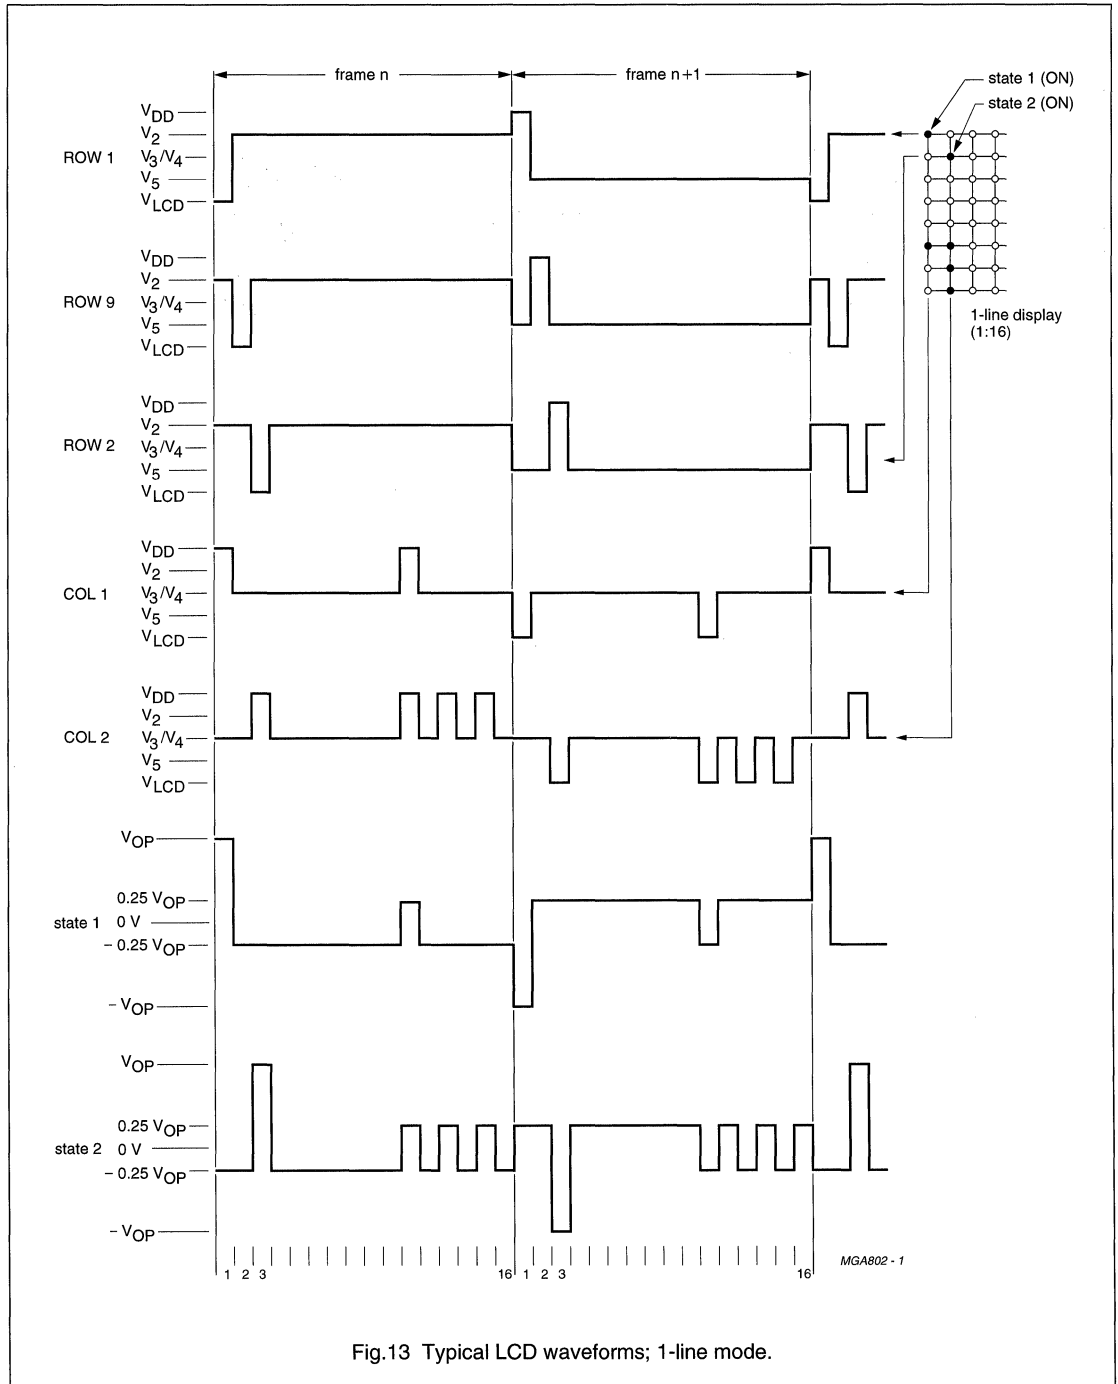 frame n
frame n+1
state 1 (ON)
state 2 (ON)
ROW 1
VDD
V2
V3/V4
V5
VLCD
ROW 9
VDD
V2
V3/V4
V5
VLCD
1-line display
(1:16)
ROW 2
VDD
V2
V3/V4
V5
VLCD
COL 1
VDD
V2
V3/V4
V5
VLCD
COL 2
VDD
V2
V3/V4
V5
VLCD
state 1
VOP
0.25 VOP
0 V
– 0.25 VOP
– VOP
state 2
VOP
0.25 VOP
0 V
– 0.25 VOP
– VOP
1 2 3 16 1 2 3 16
MGA802 - 1
Fig.13 Typical LCD waveforms; 1-line mode.